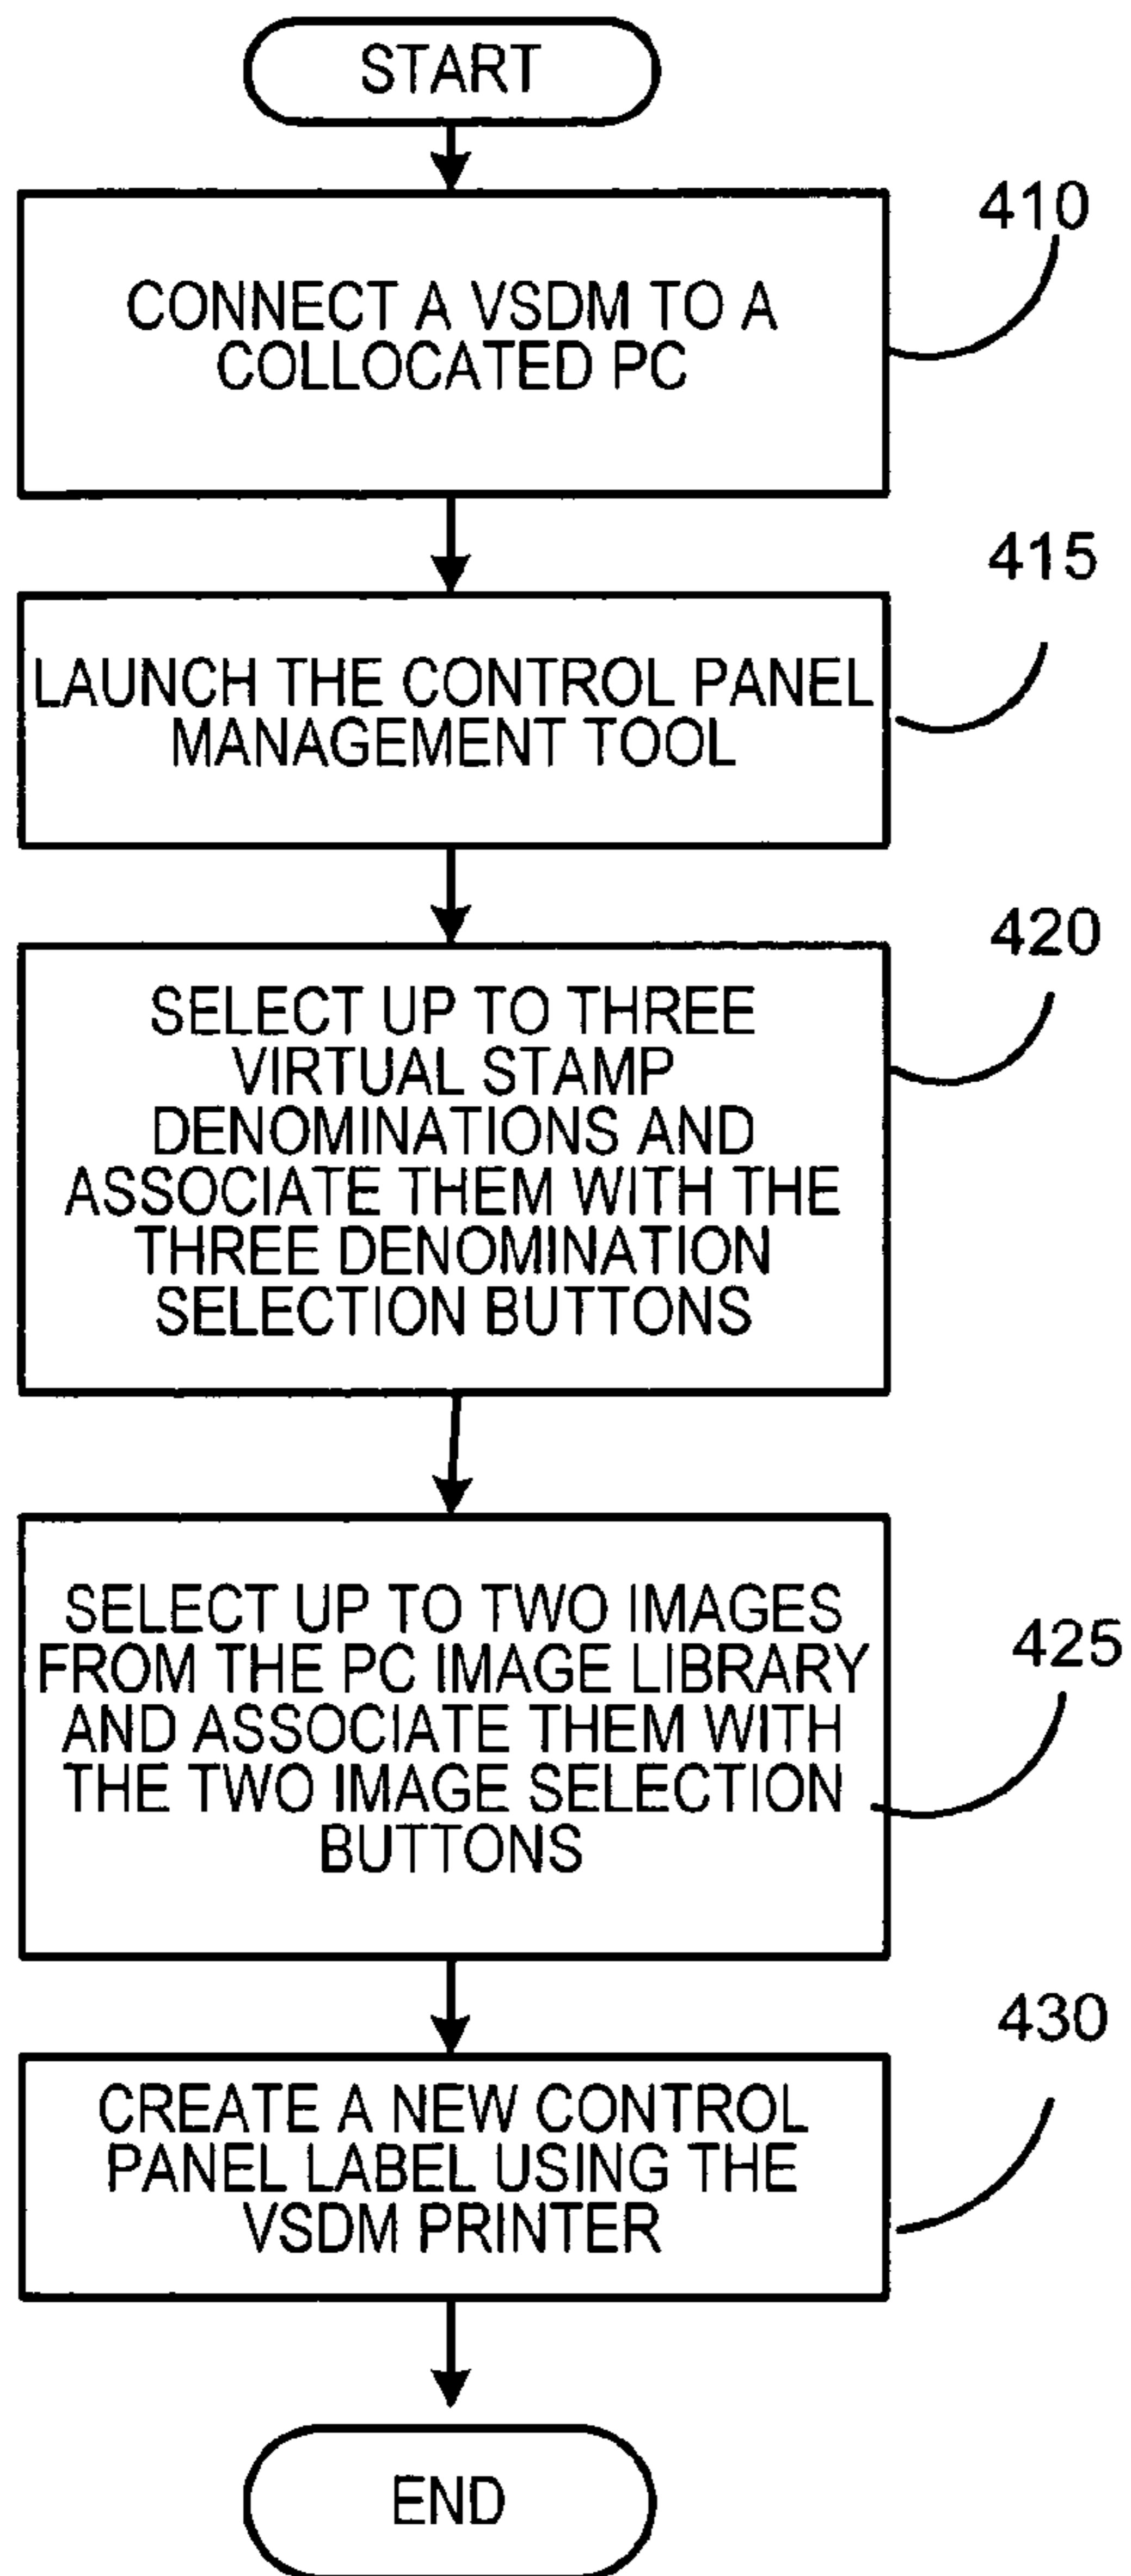 START
410
CONNECT A VSDM TO A
COLLOCATED PC
415
LAUNCH THE CONTROL PANEL
MANAGEMENT TOOL
420
SELECT UP TO THREE
VIRTUAL STAMP
DENOMINATIONS AND
ASSOCIATE THEM WITH THE
THREE DENOMINATION
SELECTION BUTTONS
425
SELECT UP TO TWO IMAGES
FROM THE PC IMAGE LIBRARY
AND ASSOCIATE THEM WITH
THE TWO IMAGE SELECTION
BUTTONS
430
CREATE A NEW CONTROL
PANEL LABEL USING THE
VSDM PRINTER
END